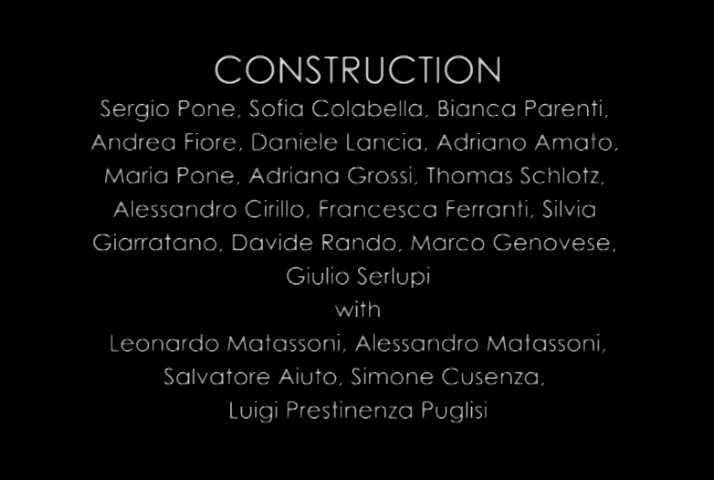 CONSTRUCTION
Sergio Pone, Sofia Colabella, Bianca Parenti,
Andrea Fiore, Daniele Lancia, Adriano Amato,
Maria Pone, Adriana Grossi, Thomas Schlotz,
Alessandro Cirillo, Francesca Ferranti, Silvia
Giarratano, Davide Rando, Marco Genovese,
Giulio Serlupi
with
Leonardo Matassoni, Alessandro Matassoni,
Salvatore Aiuto, Simone Cusenza,
Luigi Prestinenza Puglisi